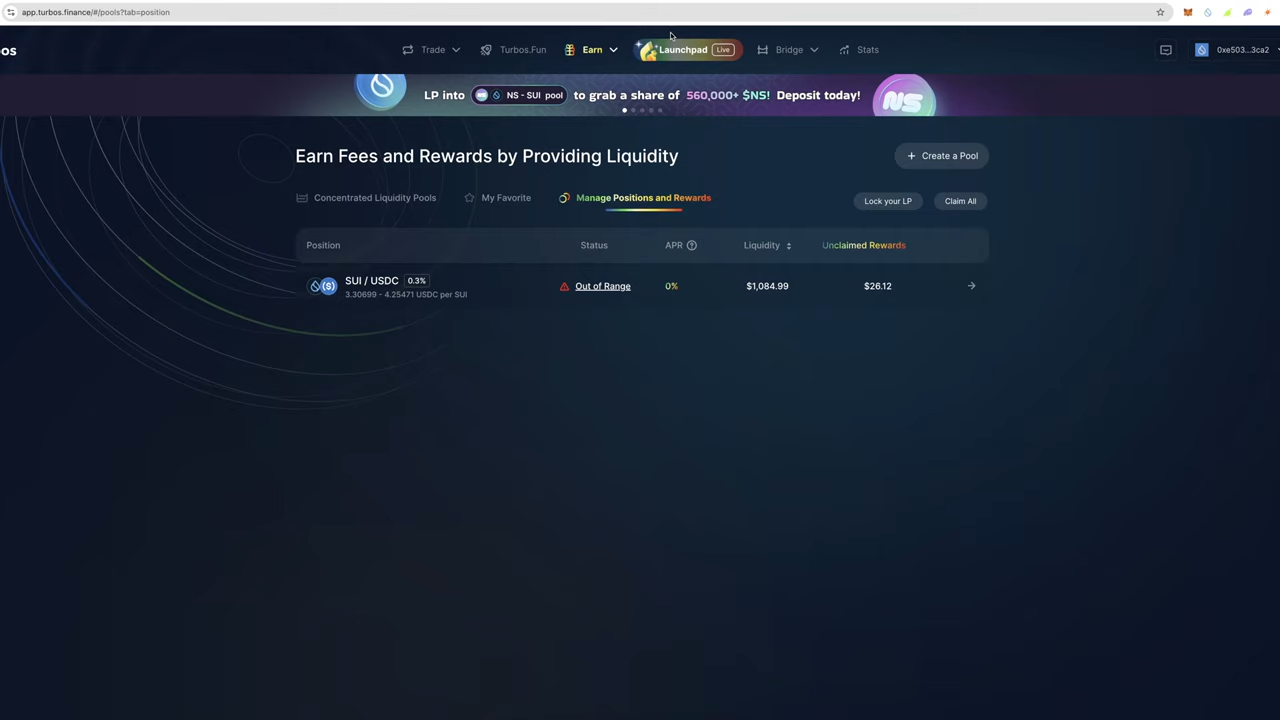 app.turbos.finance/#/pools?tab=position
os
Trade
Turbos.Fun
Earn
Launchpad
Live
Bridge
Stats
0xe503...3ca2
LP into
NS - SUI pool
to grab a share of 560,000+ $NS! Deposit today!
NS
Earn Fees and Rewards by Providing Liquidity
+ Create a Pool
Concentrated Liquidity Pools
My Favorite
Manage Positions and Rewards
Lock your LP
Claim All
Position
Status
APR
Liquidity
Unclaimed Rewards
SUI / USDC
0.3%
Out of Range
0%
$1,084.99
$26.12
3.30699 - 4.25471 USDC per SUI